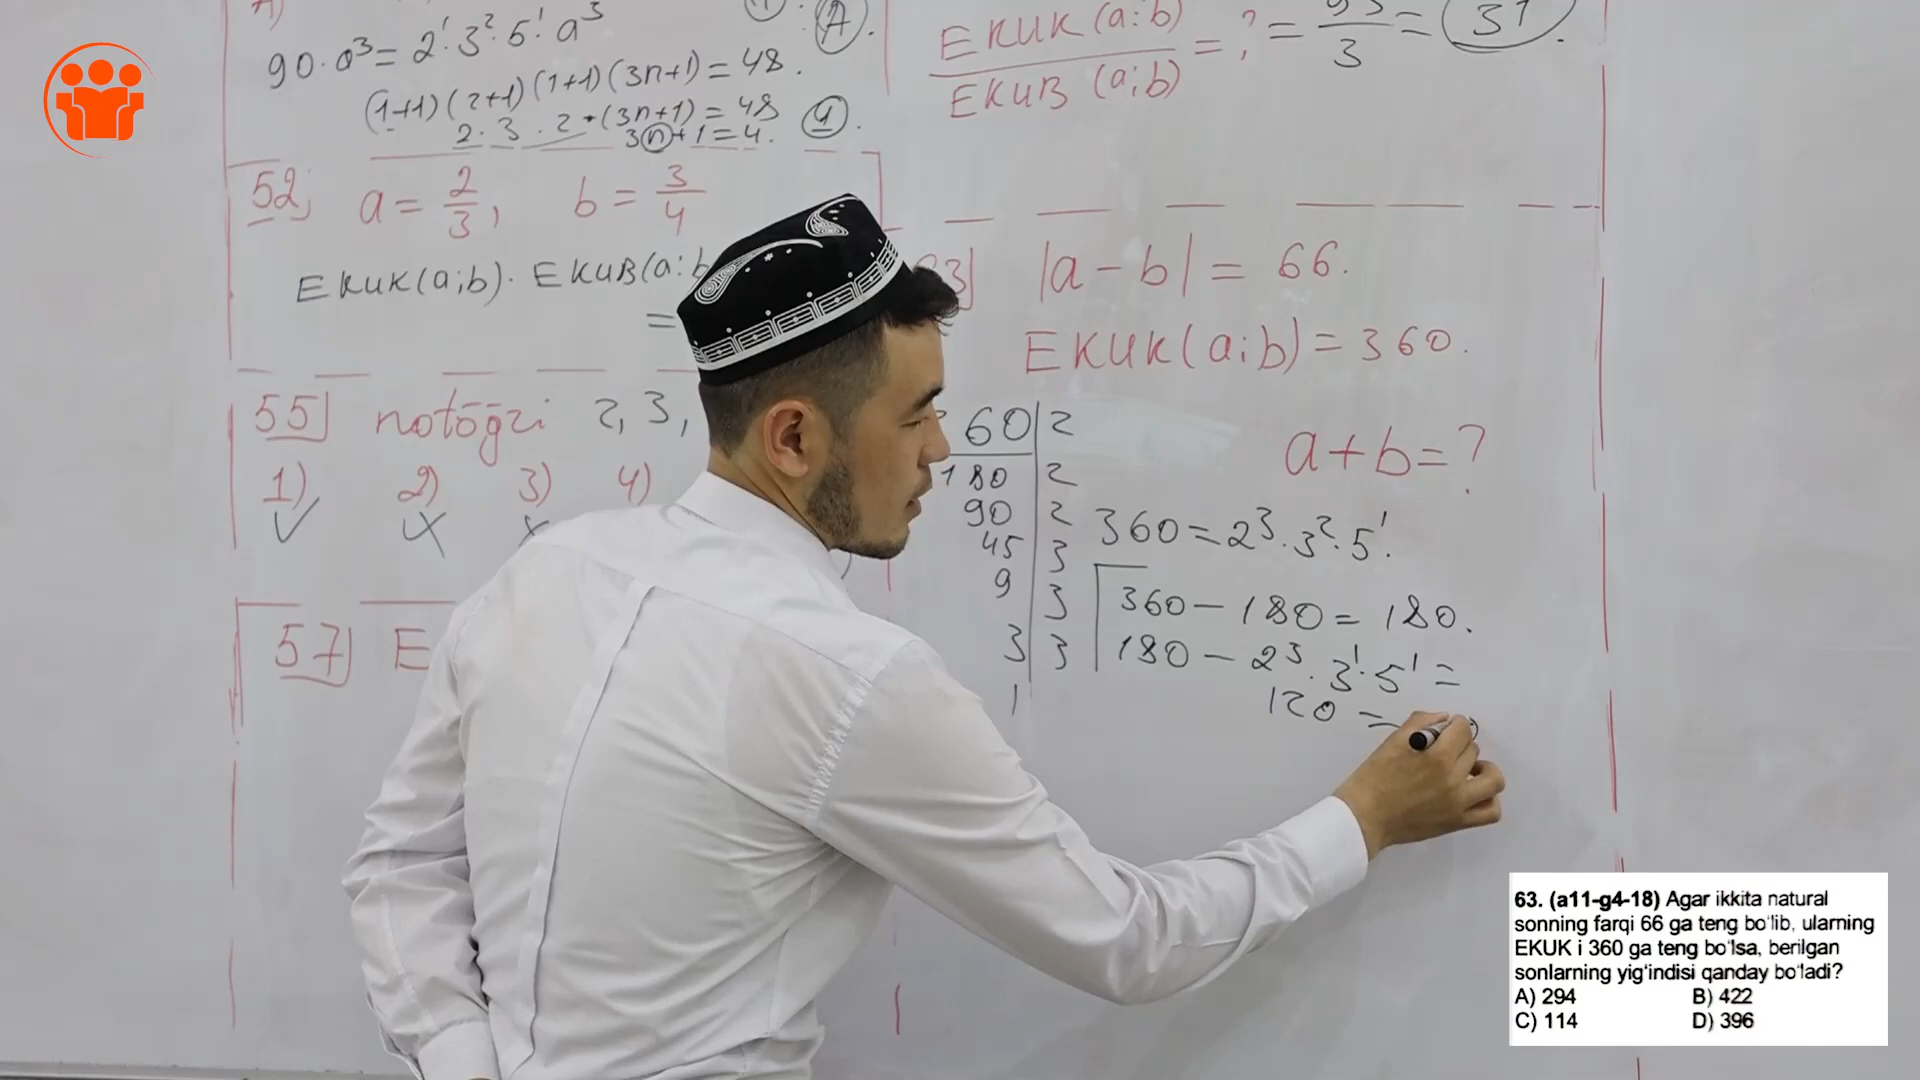 90·a³=2¹·3²·5¹·a³
(1+1)(2+1)(1+1)(3n+1)=48.
2·3·2·(3n+1)=48
3n+1=4. 1.
A.
52) a=2/3, b=3/4
EKUK(a;b)·EKUB(a;b
=
55) notōğri 2, 3,
1) 2) 3) 4)
57) E
EKUK(a:b)/EKUB(a;b)=?=93/3=31.
3] |a-b|=66.
EKUK(a;b)=360.
a+b=?
60 2
180 2
90 2
45 3
9 3
3 3
1
360=2³·3²·5¹.
360-180=180.
180-2³·3¹·5¹=
120=
63. (a11-g4-18) Agar ikkita natural
sonning farqi 66 ga teng bo'lib, ularning
EKUK i 360 ga teng bo'lsa, berilgan
sonlarning yig'indisi qanday bo'ladi?
A) 294 B) 422
C) 114 D) 396